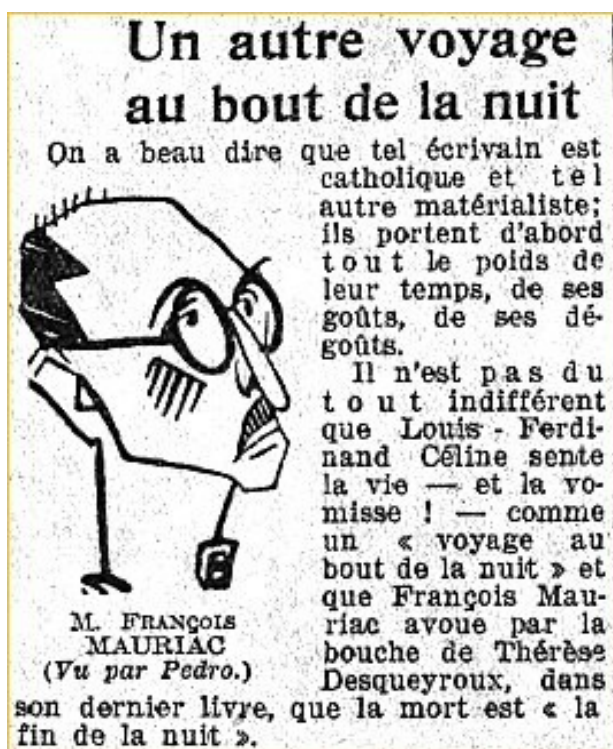 Un autre voyage
au bout de la nuit
On a beau dire que tel écrivain est
catholique et tel
autre matérialiste;
ils portent d'abord
tout le poids de
leur temps, de ses
goûts, de ses dé-
goûts.
Il n'est pas du
tout indifférent
que Louis-Ferdi-
nand Céline sente
la vie — et la vo-
misse ! — comme
un « voyage au
bout de la nuit » et
que François Mau-
riac avoue par la
bouche de Thérèse
Desqueyroux, dans
son dernier livre, que la mort est « la
fin de la nuit ».
M. FRANÇOIS
MAURIAC
(Vu par Pedro.)